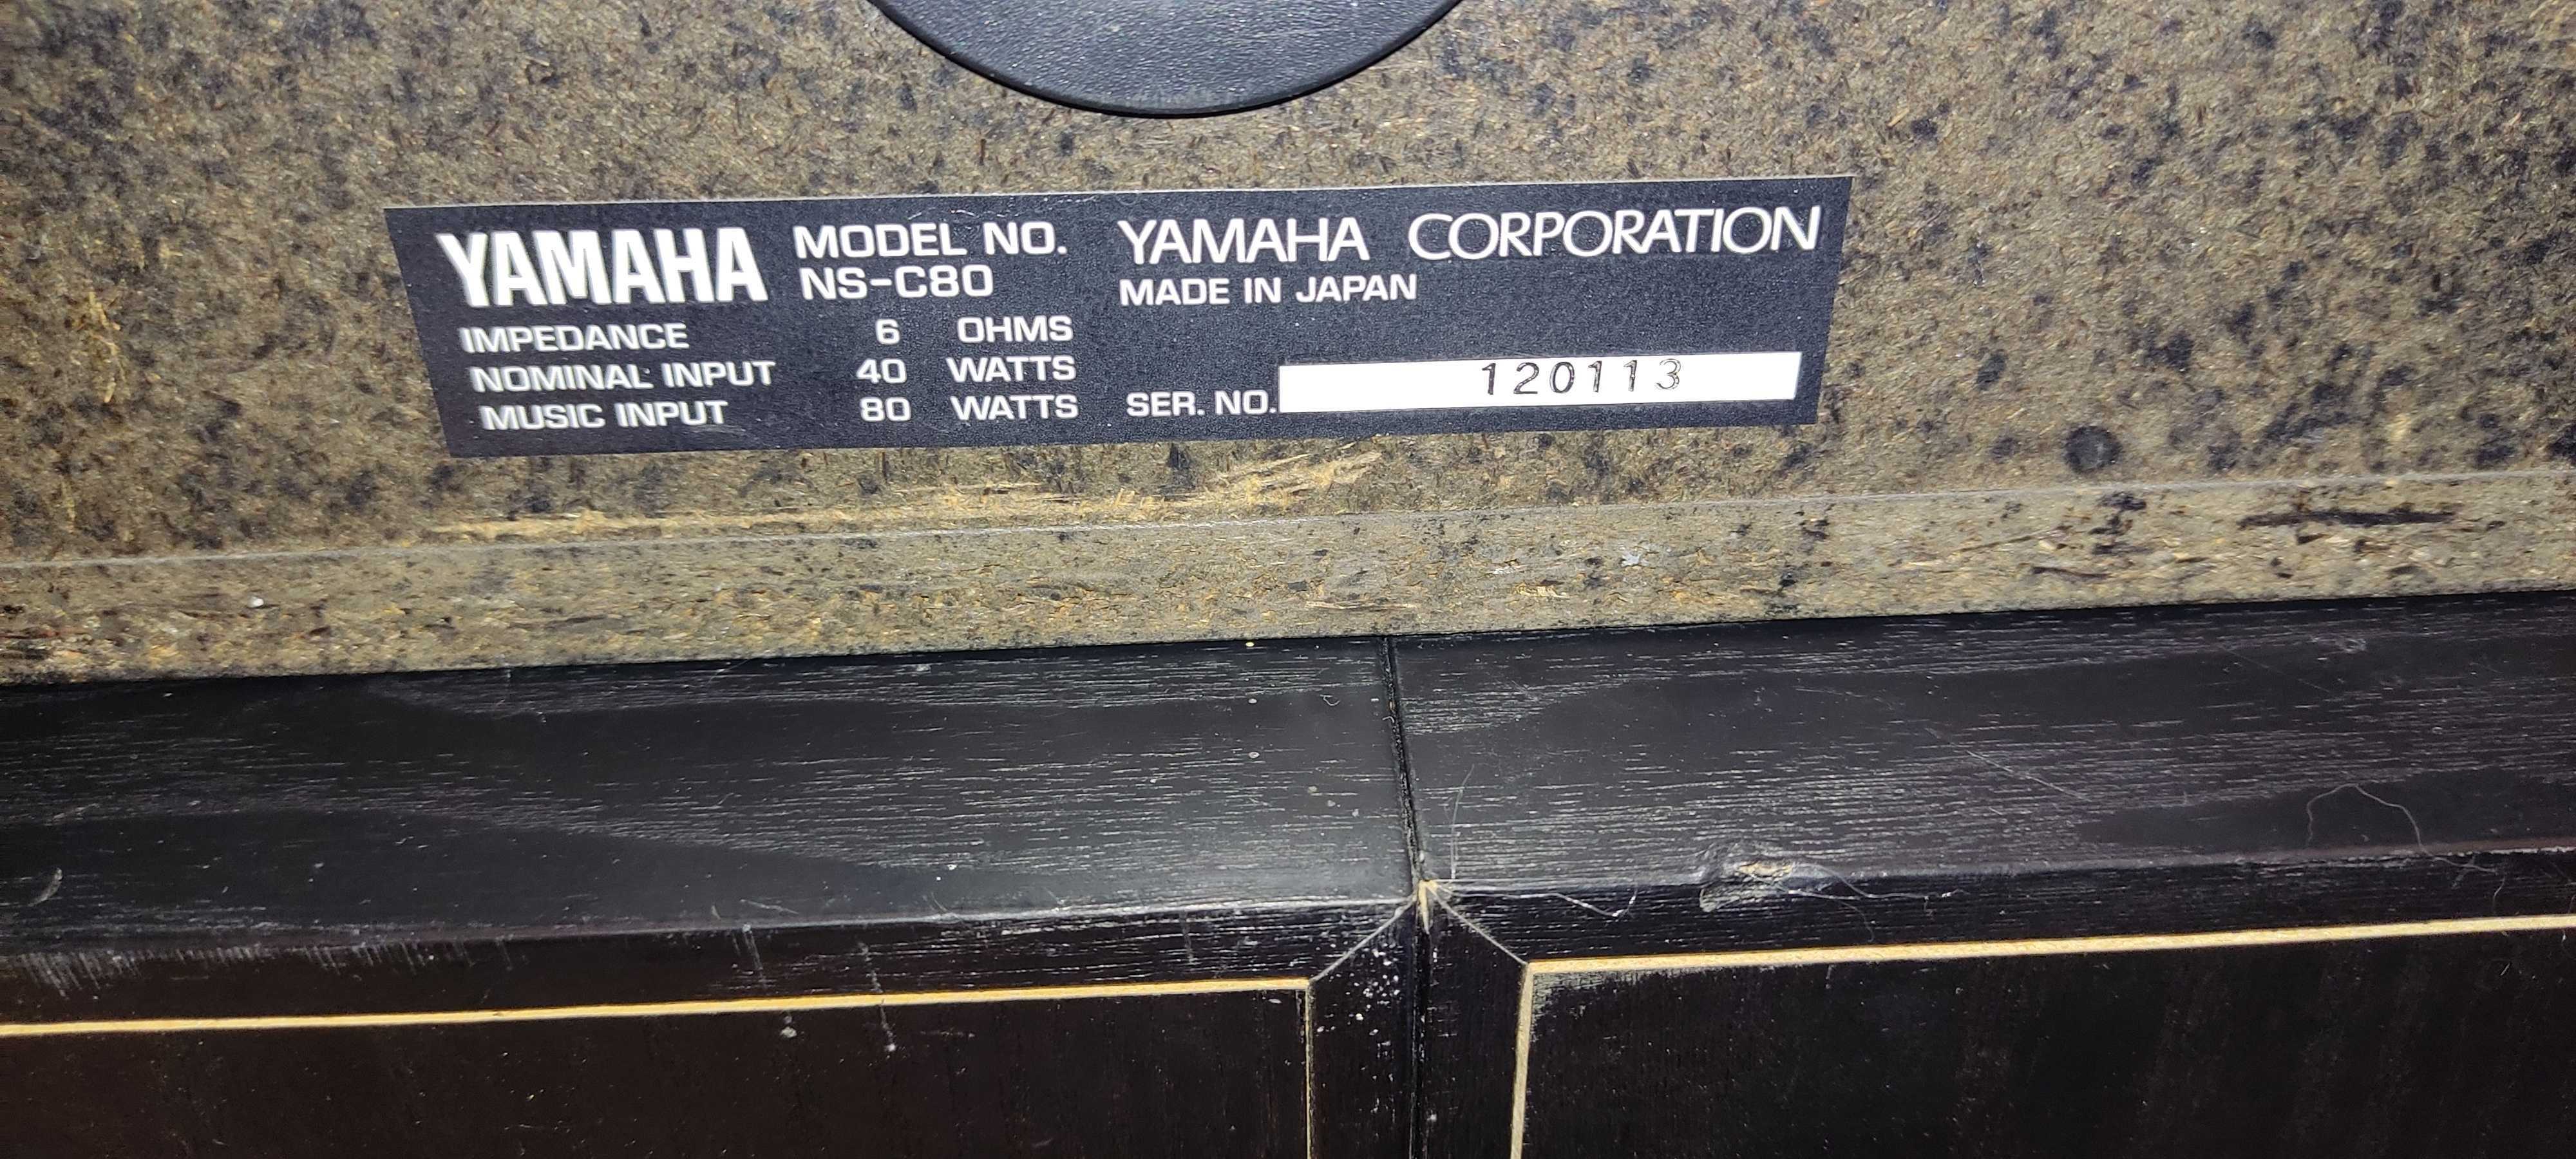 YAMAHA MODEL NO. YAMAHA CORPORATION
NS-C80 MADE IN JAPAN
IMPEDANCE 6 OHMS
NOMINAL INPUT 40 WATTS
MUSIC INPUT 80 WATTS SER. NO. 120113